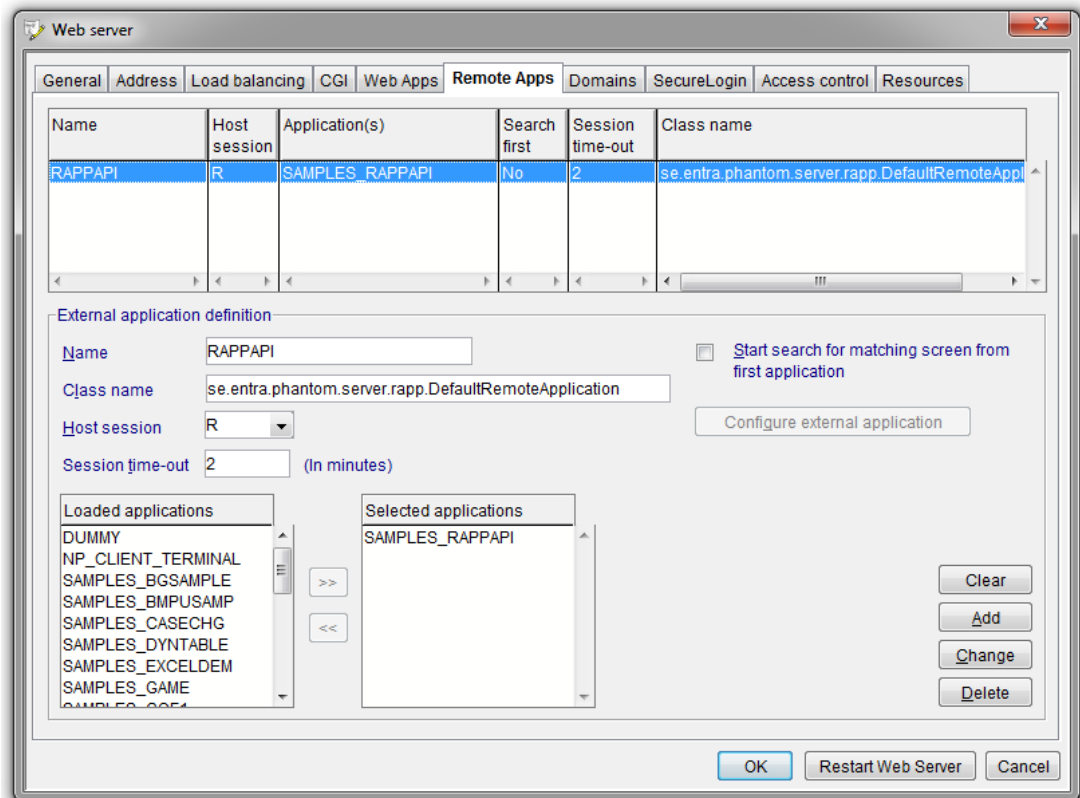 Web server
General Address Load balancing CGI Web Apps Remote Apps Domains SecureLogin Access control Resources
Name Host session Application(s) Search first Session time-out Class name
RAPPAPI R SAMPLES_RAPPAPI No 2 se.entra.phantom.server.rapp.DefaultRemoteAppl
External application definition
Name RAPPAPI
Start search for matching screen from
first application
Class name se.entra.phantom.server.rapp.DefaultRemoteApplication
Host session R
Configure external application
Session time-out 2 (In minutes)
Loaded applications
DUMMY
NP_CLIENT_TERMINAL
SAMPLES_BGSAMPLE
SAMPLES_BMPUSAMP
SAMPLES_CASECHG
SAMPLES_DYNTABLE
SAMPLES_EXCELDEM
SAMPLES_GAME
>>
<<
Selected applications
SAMPLES_RAPPAPI
Clear
Add
Change
Delete
OK Restart Web Server Cancel